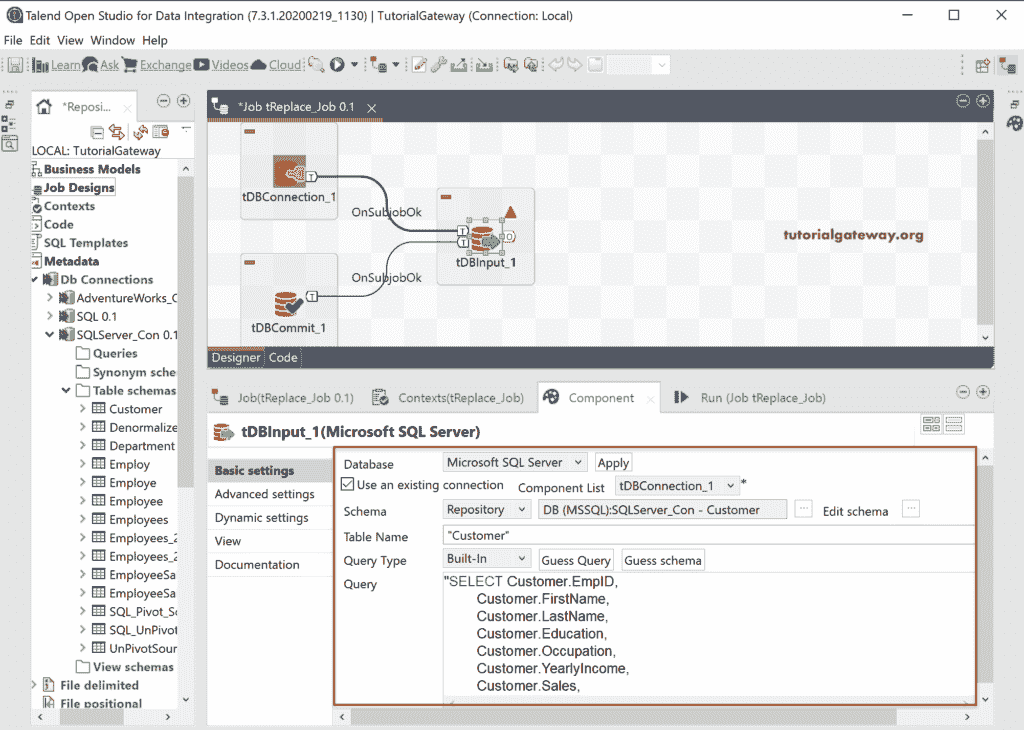 Talend Open Studio for Data Integration (7.3.1.20200219_1130) | TutorialGateway (Connection: Local)
File Edit View Window Help
Learn Ask Exchange Videos Cloud
*Reposi...
LOCAL: TutorialGateway
Business Models
Job Designs
Contexts
Code
SQL Templates
Metadata
Db Connections
AdventureWorks_
SQL 0.1
SQLServer_Con 0.1
Queries
Synonym sche
Table schemas
Customer
Denormalize
Department
Employ
Employe
Employee
Employees
Employees_2
Employees_2
EmployeeSa
EmployeeSa
SQL_Pivot_S
SQL_UnPivot
UnPivotSour
View schemas
File delimited
File positional
*Job tReplace_Job 0.1
tDBConnection_1
OnSubjobOk
tDBInput_1
OnSubjobOk
tDBCommit_1
tutorialgateway.org
Designer Code
Job(tReplace_Job 0.1) Contexts(tReplace_Job) Component Run (Job tReplace_Job)
tDBInput_1(Microsoft SQL Server)
Basic settings
Advanced settings
Dynamic settings
View
Documentation
Database Microsoft SQL Server Apply
Use an existing connection Component List tDBConnection_1 *
Schema Repository DB (MSSQL):SQLServer_Con - Customer ... Edit schema ...
Table Name "Customer"
Query Type Built-In Guess Query Guess schema
Query "SELECT Customer.EmpID,
Customer.FirstName,
Customer.LastName,
Customer.Education,
Customer.Occupation,
Customer.YearlyIncome,
Customer.Sales,